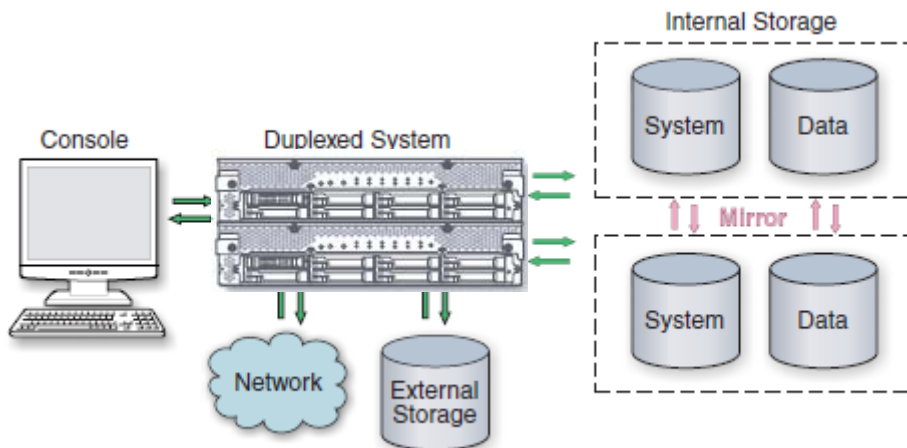 Internal Storage
System
Data
Console
Duplexed System
Mirror
System
Data
Network
External
Storage